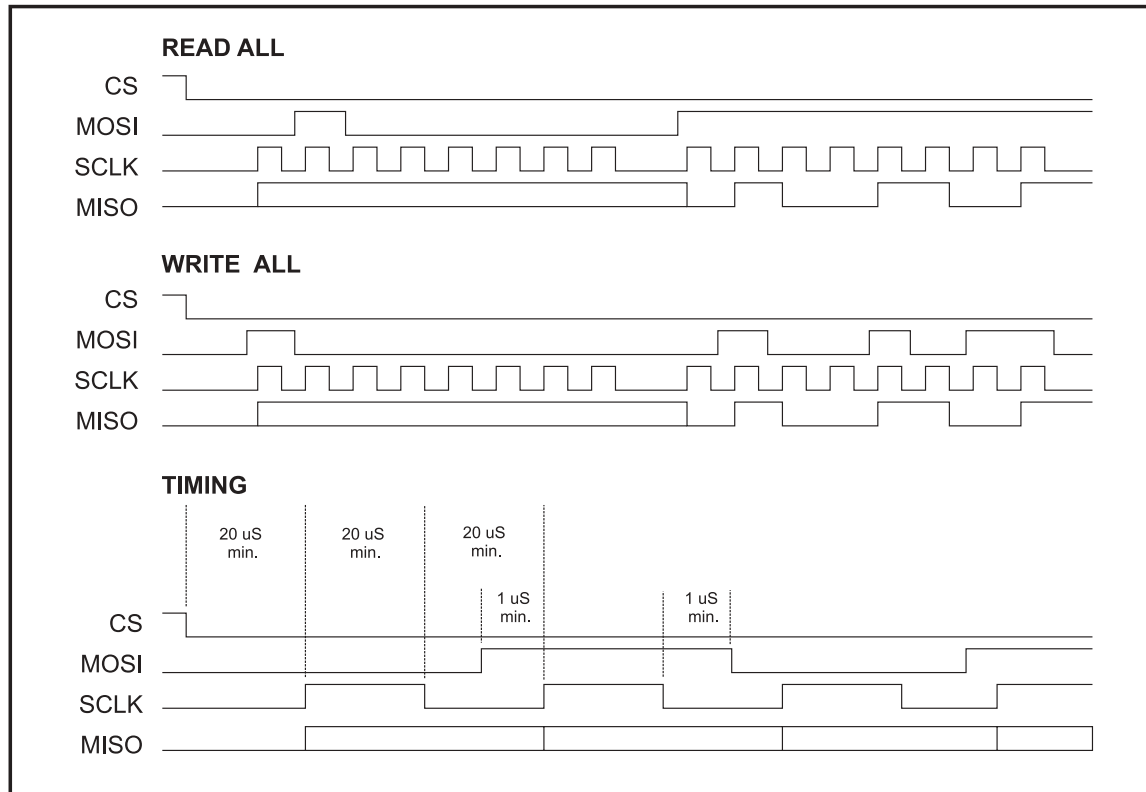 READ ALL
CS
MOSI
SCLK
MISO
WRITE ALL
CS
MOSI
SCLK
MISO
TIMING
20 uS 20 uS 20 uS
min. min. min.
1 uS 1 uS
min. min.
CS
MOSI
SCLK
MISO